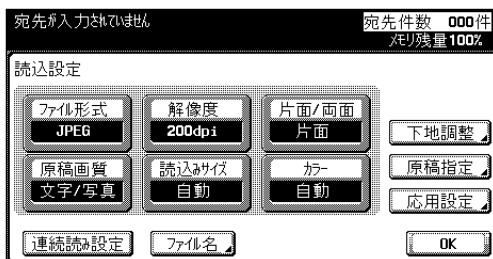 宛先が入力されていません
宛先件数 000件
メモリ残量100%
読込設定
ファイル形式 解像度 片面/両面
JPEG 200dpi 片面
下地調整
原稿画質 読込みサイズ カラー
文字/写真 自動 自動
原稿指定
応用設定
連続読み設定 ファイル名 OK